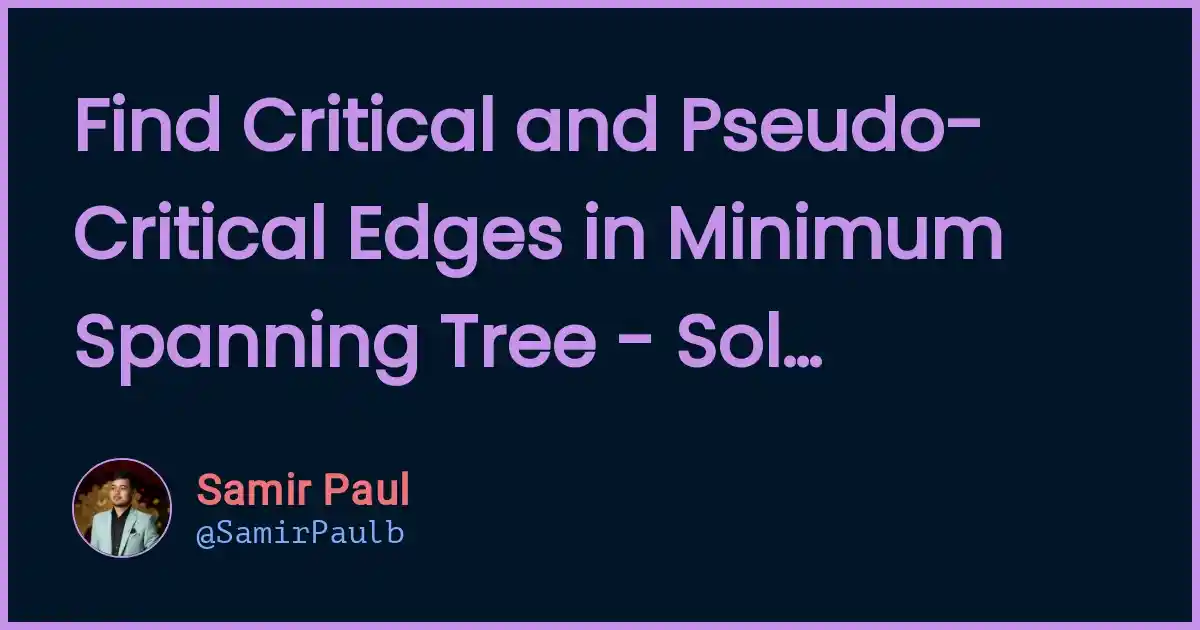 Find Critical and Pseudo-
Critical Edges in Minimum
Spanning Tree - Sol...
Samir Paul
@SamirPaulb